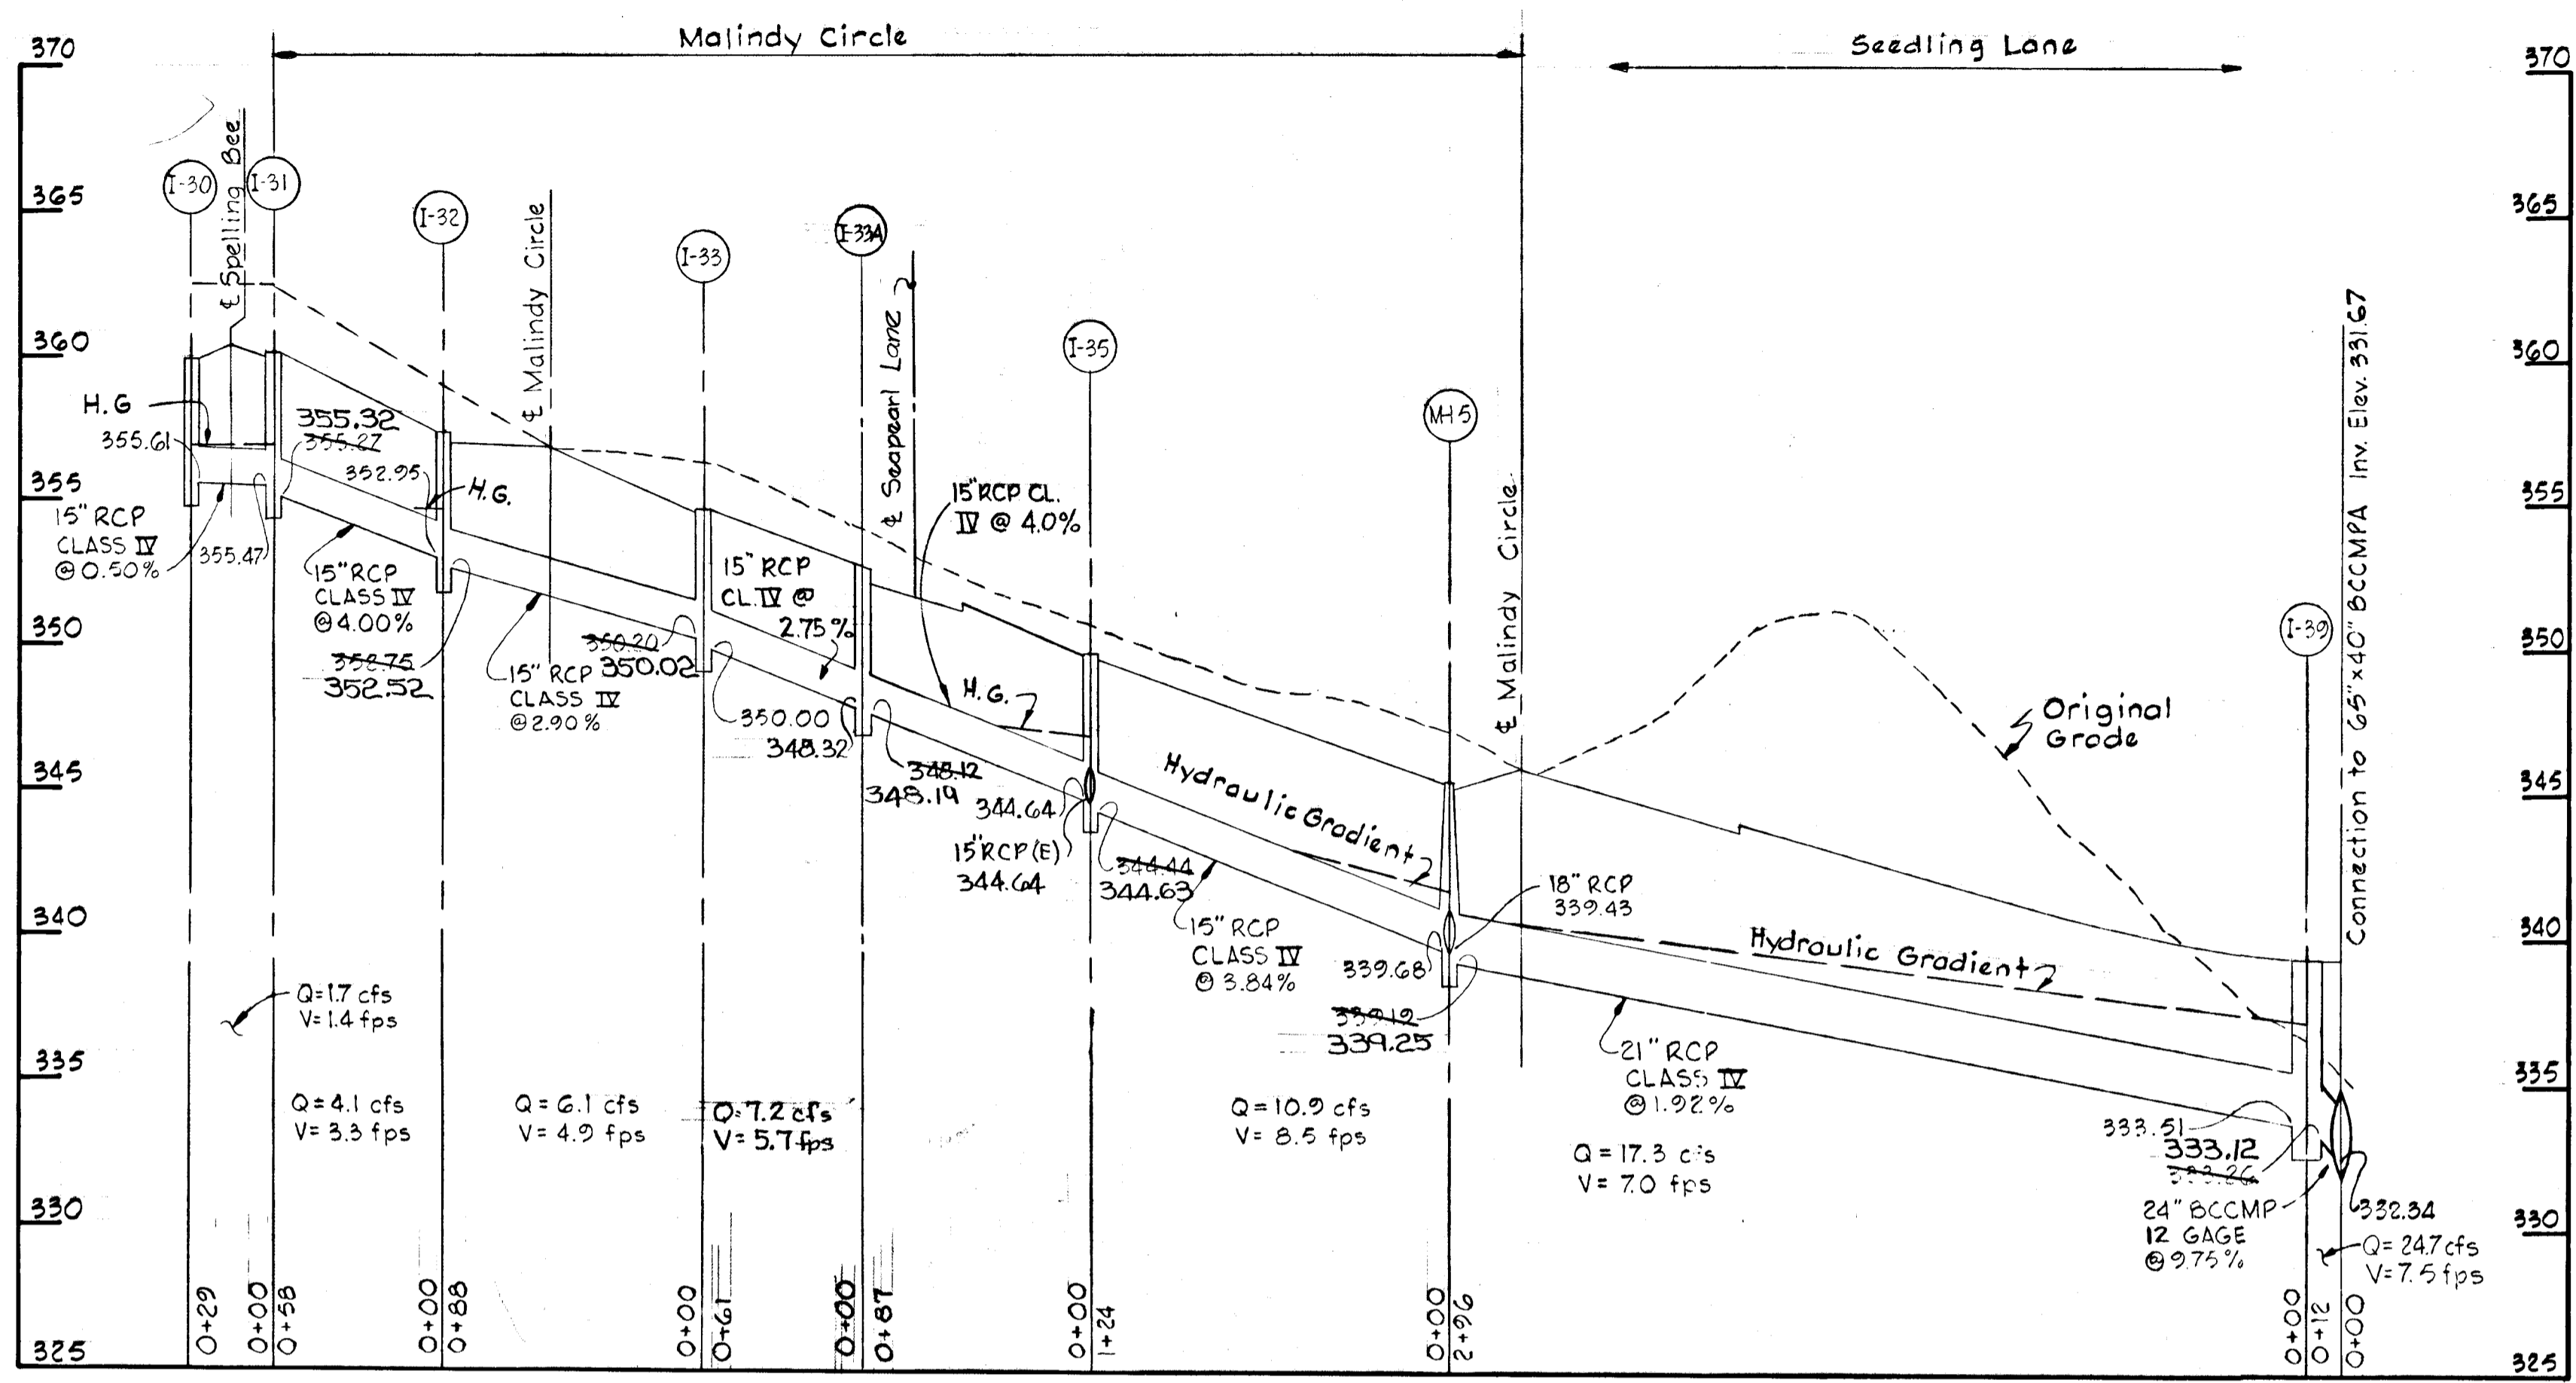 Malindy Circle
Seedling Lane
370
370
365
365
360
360
355
355
350
350
345
345
340
340
335
335
330
330
325
325
I-30
℄ Spelling Bee
I-31
I-32
℄ Malindy Circle
I-33
I-33A
℄ Seapearl Lane
I-35
MH5
℄ Malindy Circle
I-39
Connection to 65"x40" BCCMPA Inv. Elev. 331.67
H.G
355.61
355.32
355.27
352.95
H.G.
15" RCP
CLASS IV
@ 0.50%
355.47
15" RCP
CLASS IV
@ 4.00%
352.75
352.52
15" RCP
CLASS IV
@ 2.90%
350.20
350.02
15" RCP
CL. IV @
2.75%
350.00
348.32
348.12
348.19
15" RCP CL.
IV @ 4.0%
H.G.
344.64
15" RCP (E)
344.64
344.44
344.63
15" RCP
CLASS IV
@ 3.84%
Hydraulic Gradient
339.68
339.12
339.25
18" RCP
339.43
Hydraulic Gradient
Original
Grade
21" RCP
CLASS IV
@ 1.92%
333.51
333.12
333.26
24" BCCMP
12 GAGE
@ 9.75%
332.34
Q=1.7 cfs
V=1.4 fps
Q=4.1 cfs
V=3.3 fps
Q=6.1 cfs
V=4.9 fps
Q=7.2 cfs
V=5.7 fps
Q=10.9 cfs
V=8.5 fps
Q=17.3 cfs
V=7.0 fps
Q=24.7 cfs
V=7.5 fps
0+29
0+00
0+58
0+00
0+88
0+00
0+61
0+00
0+87
0+00
1+24
0+00
2+96
0+00
0+12
0+00